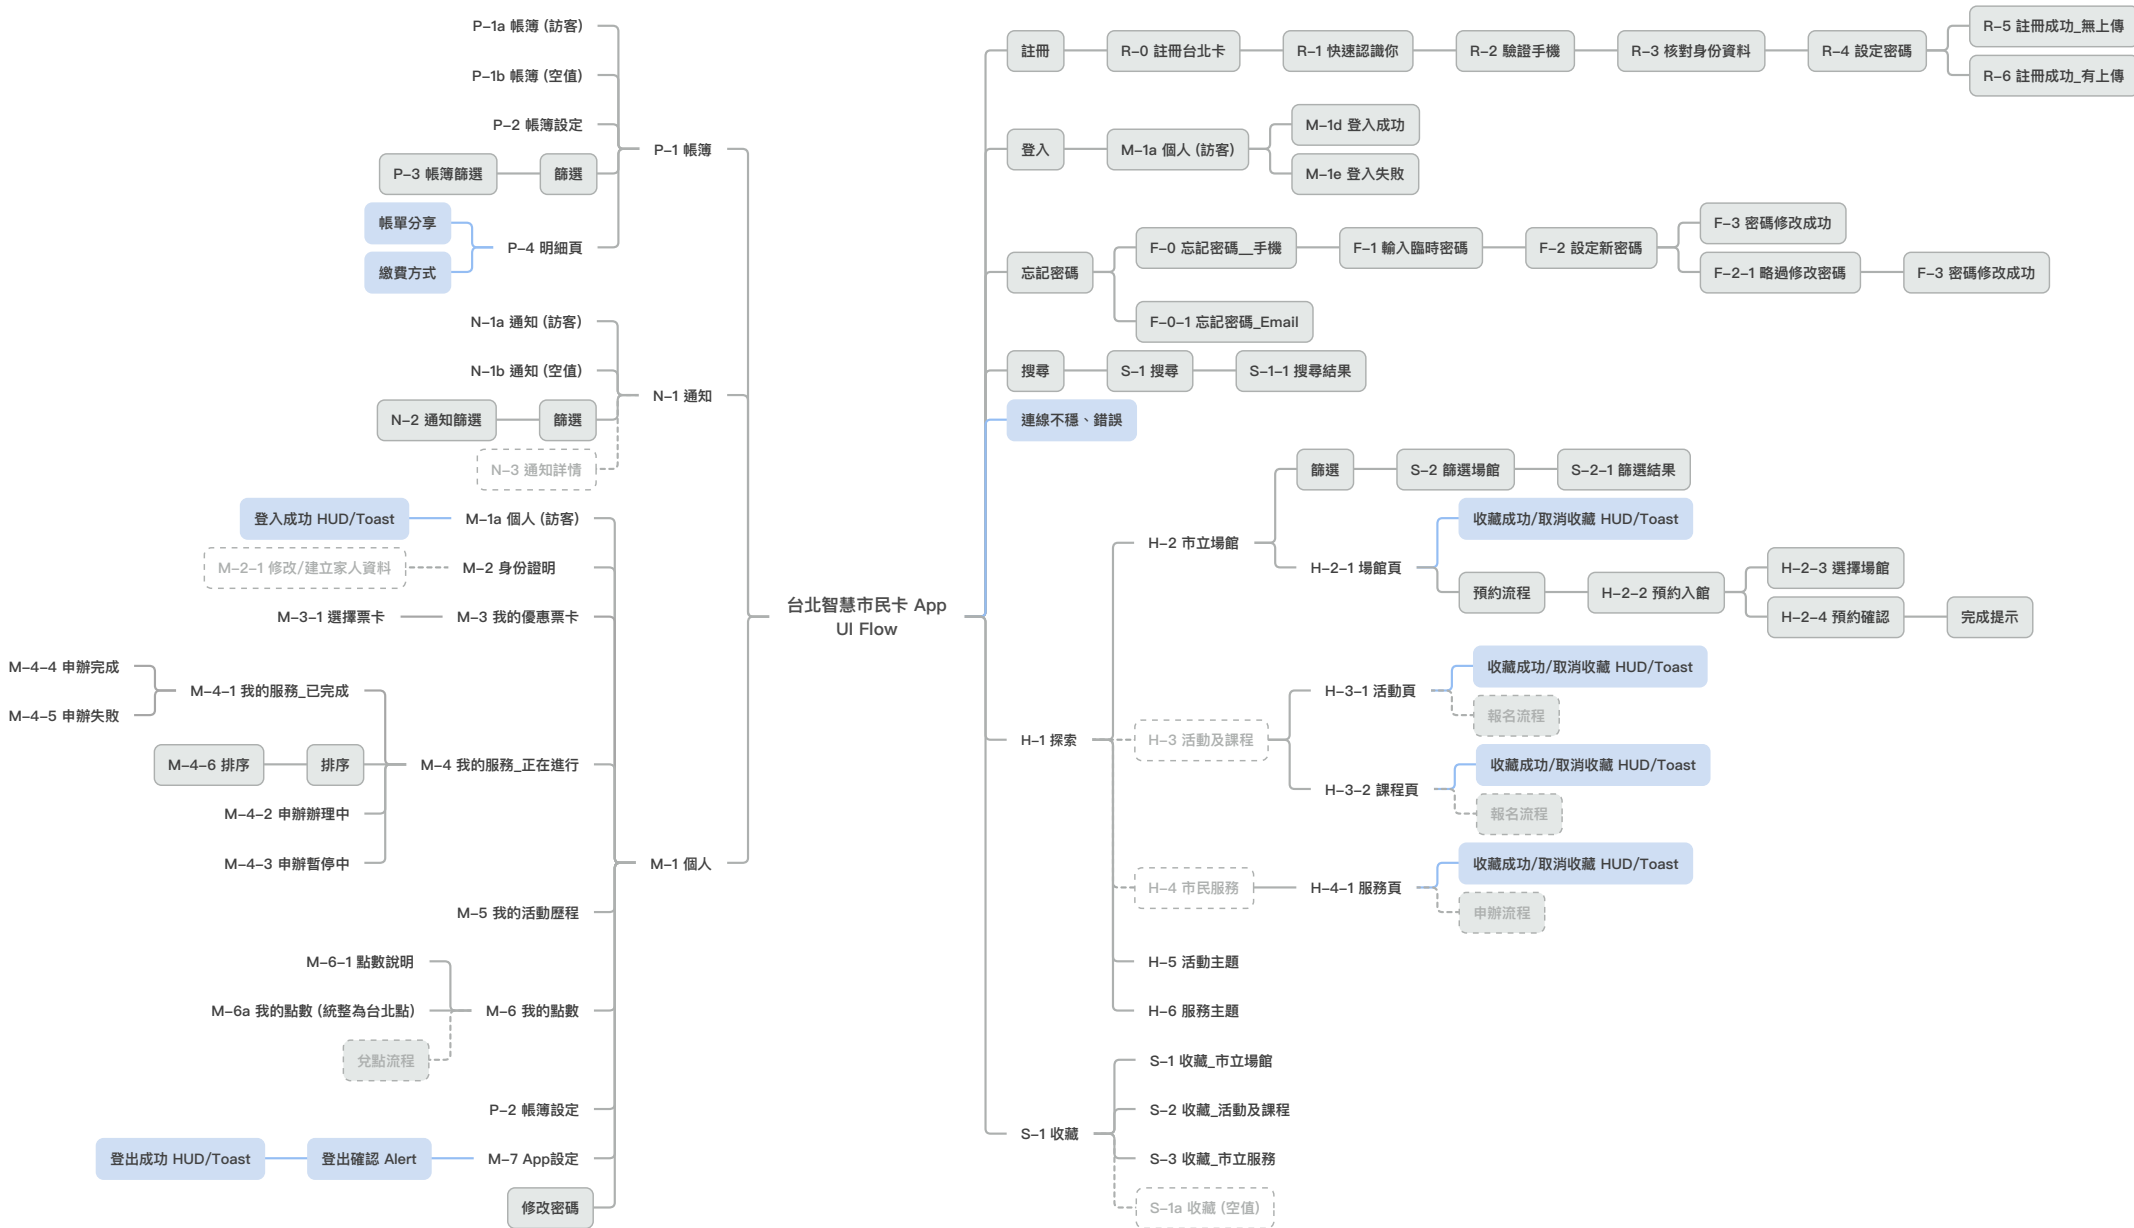 台北智慧市民卡 App
UI Flow
P-1 帳簿
P-1a 帳簿 (訪客)
P-1b 帳簿 (空值)
P-2 帳簿設定
篩選
P-3 帳簿篩選
P-4 明細頁
帳單分享
繳費方式
N-1 通知
N-1a 通知 (訪客)
N-1b 通知 (空值)
篩選
N-2 通知篩選
N-3 通知詳情
M-1 個人
M-1a 個人 (訪客)
登入成功 HUD/Toast
M-2 身份證明
M-2-1 修改/建立家人資料
M-3 我的優惠票卡
M-3-1 選擇票卡
M-4 我的服務_正在進行
M-4-1 我的服務_已完成
M-4-4 申辦完成
M-4-5 申辦失敗
排序
M-4-6 排序
M-4-2 申辦辦理中
M-4-3 申辦暫停中
M-5 我的活動歷程
M-6 我的點數
M-6-1 點數說明
M-6a 我的點數 (統整為台北點)
兌點流程
P-2 帳簿設定
M-7 App設定
登出確認 Alert
登出成功 HUD/Toast
修改密碼
註冊
R-0 註冊台北卡
R-1 快速認識你
R-2 驗證手機
R-3 核對身份資料
R-4 設定密碼
R-5 註冊成功_無上傳
R-6 註冊成功_有上傳
登入
M-1a 個人 (訪客)
M-1d 登入成功
M-1e 登入失敗
忘記密碼
F-0 忘記密碼__手機
F-1 輸入臨時密碼
F-2 設定新密碼
F-3 密碼修改成功
F-2-1 略過修改密碼
F-3 密碼修改成功
F-0-1 忘記密碼_Email
搜尋
S-1 搜尋
S-1-1 搜尋結果
連線不穩、錯誤
H-1 探索
H-2 市立場館
篩選
S-2 篩選場館
S-2-1 篩選結果
H-2-1 場館頁
收藏成功/取消收藏 HUD/Toast
預約流程
H-2-2 預約入館
H-2-3 選擇場館
H-2-4 預約確認
完成提示
H-3 活動及課程
H-3-1 活動頁
收藏成功/取消收藏 HUD/Toast
報名流程
H-3-2 課程頁
收藏成功/取消收藏 HUD/Toast
報名流程
H-4 市民服務
H-4-1 服務頁
收藏成功/取消收藏 HUD/Toast
申辦流程
H-5 活動主題
H-6 服務主題
S-1 收藏
S-1 收藏_市立場館
S-2 收藏_活動及課程
S-3 收藏_市立服務
S-1a 收藏 (空值)